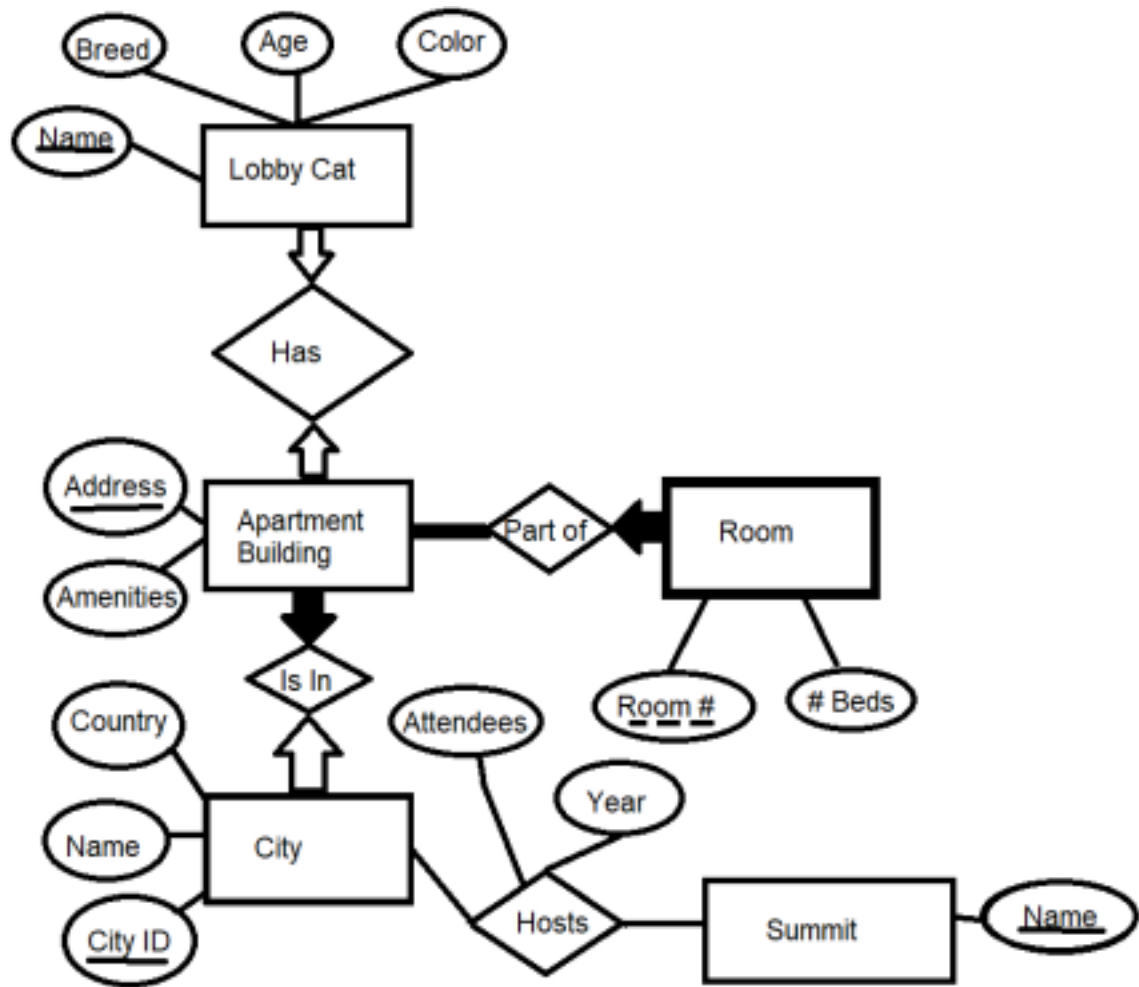 Breed
Age
Color
Name
Lobby Cat
Has
Address
Apartment
Building
Part of
Room
Amenities
Is In
Room #
# Beds
Country
Attendees
Year
Name
City
City ID
Hosts
Summit
Name